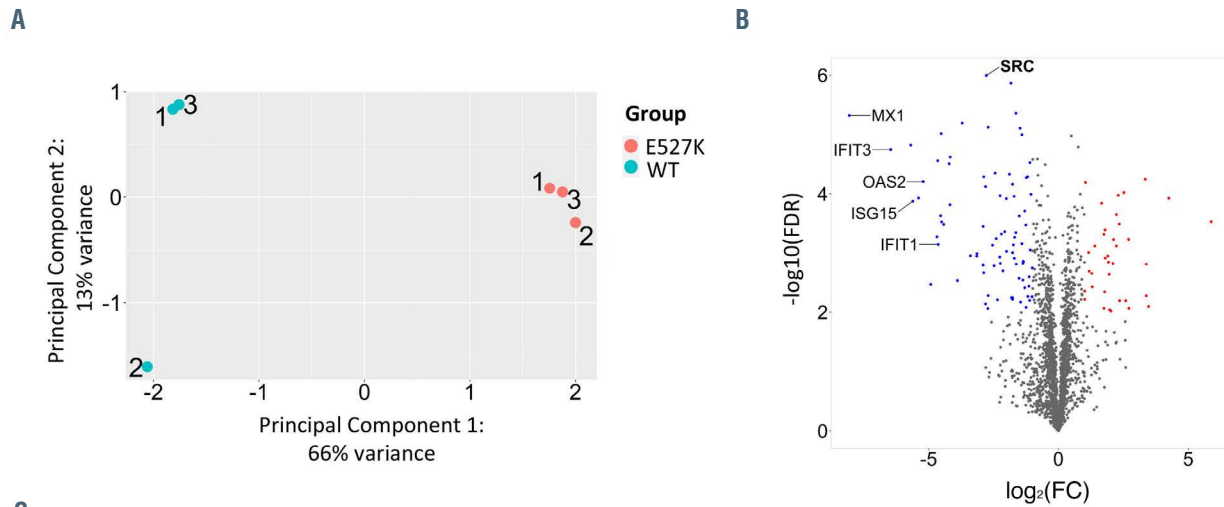 A
1
0
-1
-2
-1
0
1
2
Principal Component 2:
13% variance
Principal Component 1:
66% variance
1
3
2
1
3
2
Group
E527K
WT
B
6
4
2
0
-5
0
5
-log10(FDR)
log₂(FC)
SRC
MX1
IFIT3
OAS2
ISG15
IFIT1